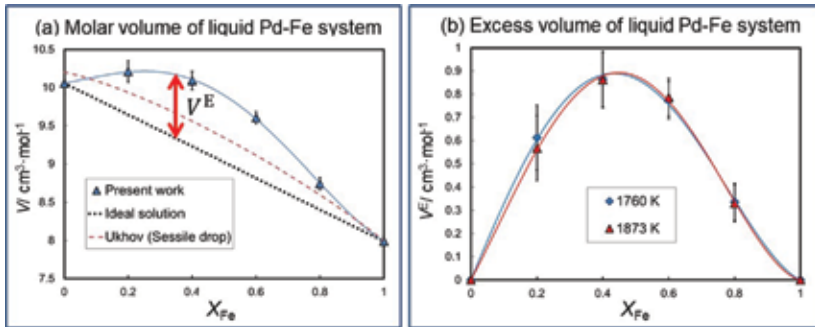 (a) Molar volume of liquid Pd-Fe system
10.5
10
9.5
9
8.5
8
7.5
V/ cm³·mol⁻¹
Vᴱ
Present work
Ideal solution
Ukhov (Sessile drop)
0 0.2 0.4 0.6 0.8 1
X_Fe
(b) Excess volume of liquid Pd-Fe system
1
0.9
0.8
0.7
0.6
0.5
0.4
0.3
0.2
0.1
0
Vᴱ/ cm³·mol⁻¹
1760 K
1873 K
0 0.2 0.4 0.6 0.8 1
X_Fe